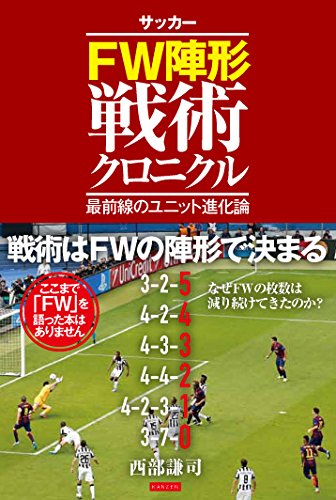 サッカー
FW陣形
戦術
クロニクル
最前線のユニット進化論
戦術はFWの陣形で決まる
ここまで
「FW」を
語った本は
ありません
3-2-5
4-2-4
4-3-3
4-4-2
4-2-3-1
3-7-0
なぜFWの枚数は
減り続けてきたのか?
UniCredit
西部謙司
KANZEN